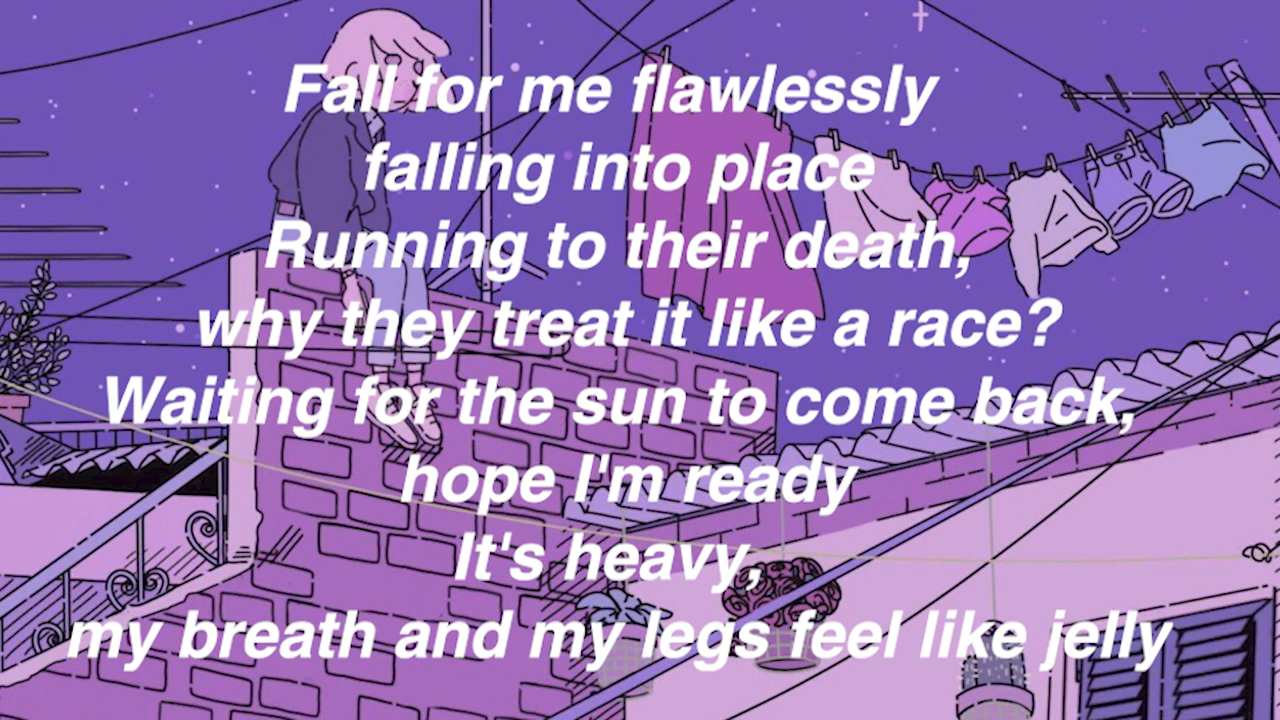 Fall for me flawlessly
falling into place
Running to their death,
why they treat it like a race?
Waiting for the sun to come back,
hope I'm ready
It's heavy,
my breath and my legs feel like jelly